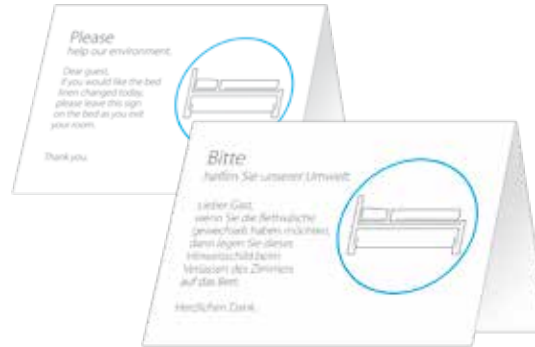 Please
help our environment.
Dear guest,
if you would like the bed
linen changed today,
please leave this sign
on the bed as you exit
your room.
Thank you.
Bitte
helfen Sie unserer Umwelt.
Lieber Gast,
wenn Sie die Bettwäsche
gewechselt haben möchten,
dann legen Sie dieses
Hinweisschild beim
Verlassen des Zimmers
auf das Bett.
Herzlichen Dank.